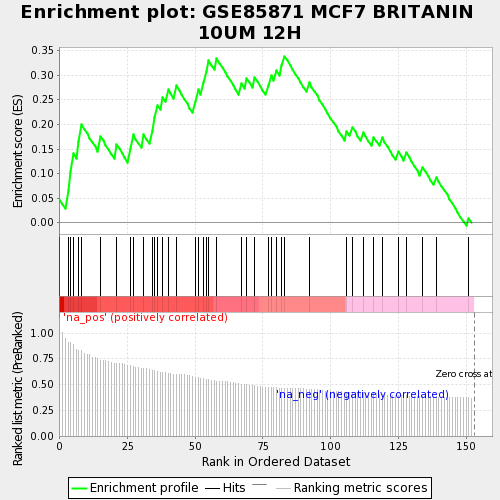 Enrichment plot: GSE85871 MCF7 BRITANIN
10UM 12H
Enrichment score (ES)
0.35
0.30
0.25
0.20
0.15
0.10
0.05
0.00
'na_pos' (positively correlated)
Ranked list metric (PreRanked)
1.00
0.75
0.50
0.25
0.00
Zero cross at
'na_neg' (negatively correlated)
0
25
50
75
100
125
150
Rank in Ordered Dataset
Enrichment profile
Hits
Ranking metric scores